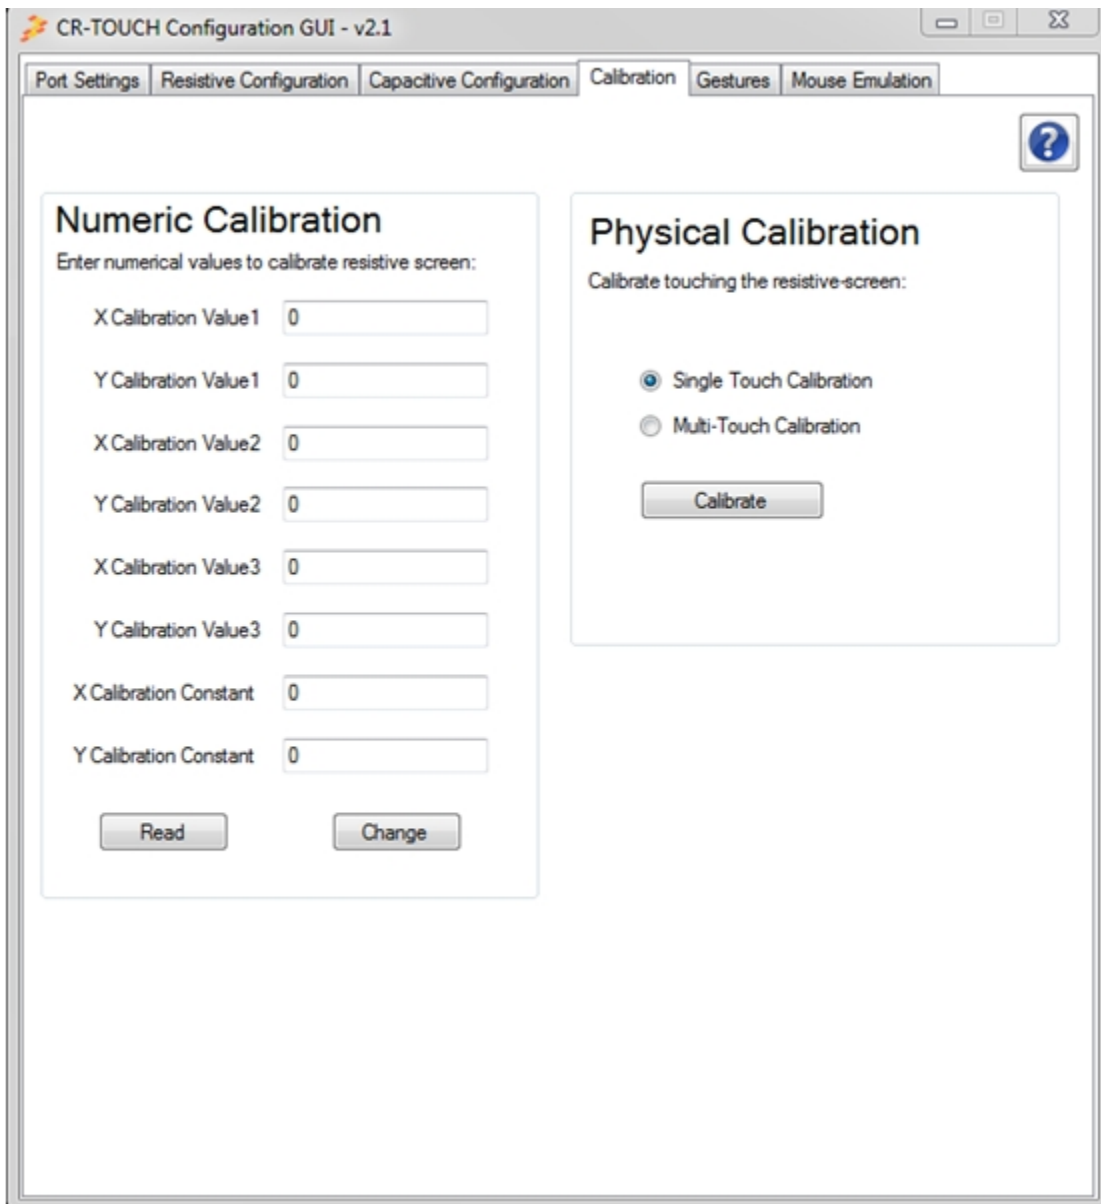 CR-TOUCH Configuration GUI - v2.1
Port Settings Resistive Configuration Capacitive Configuration Calibration Gestures Mouse Emulation
?
Numeric Calibration
Enter numerical values to calibrate resistive screen:
X Calibration Value1 0
Y Calibration Value1 0
X Calibration Value2 0
Y Calibration Value2 0
X Calibration Value3 0
Y Calibration Value3 0
X Calibration Constant 0
Y Calibration Constant 0
Read Change
Physical Calibration
Calibrate touching the resistive-screen:
Single Touch Calibration
Multi-Touch Calibration
Calibrate